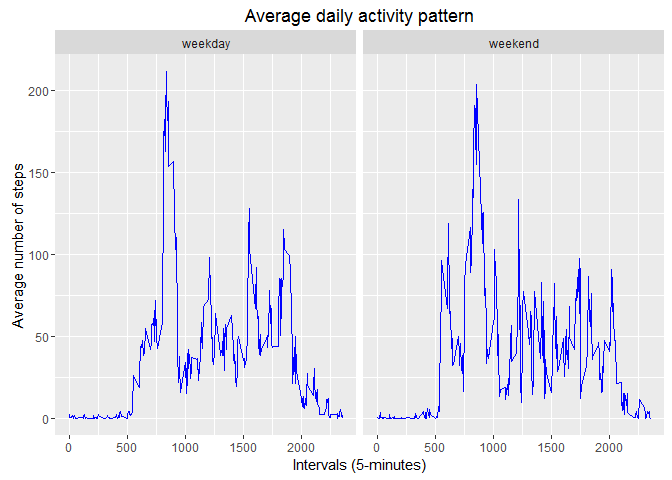 Average daily activity pattern
weekday weekend
Average number of steps
200
150
100
50
0
0 500 1000 1500 2000 0 500 1000 1500 2000
Intervals (5-minutes)